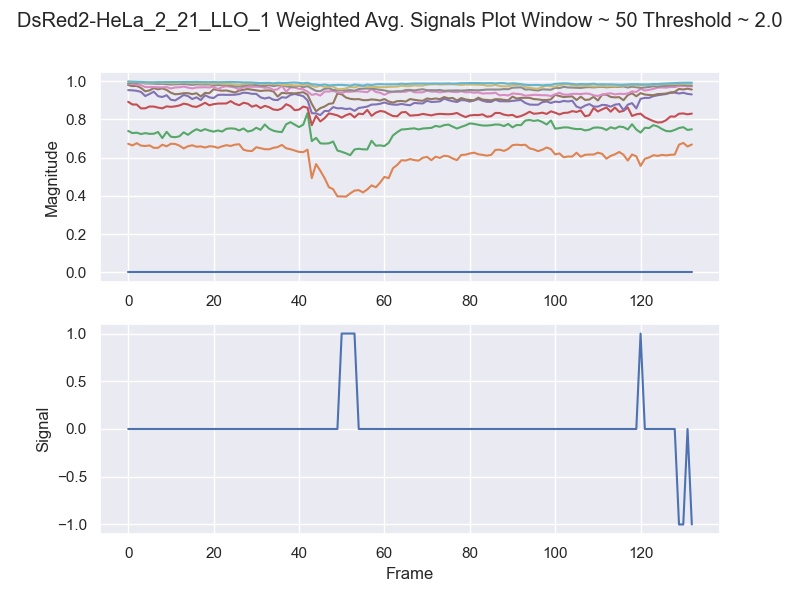 DsRed2-HeLa_2_21_LLO_1 Weighted Avg. Signals Plot Window ~ 50 Threshold ~ 2.0
1.0
0.8
0.6
0.4
0.2
0.0
Magnitude
0 20 40 60 80 100 120
1.0
0.5
0.0
−0.5
−1.0
Signal
0 20 40 60 80 100 120
Frame